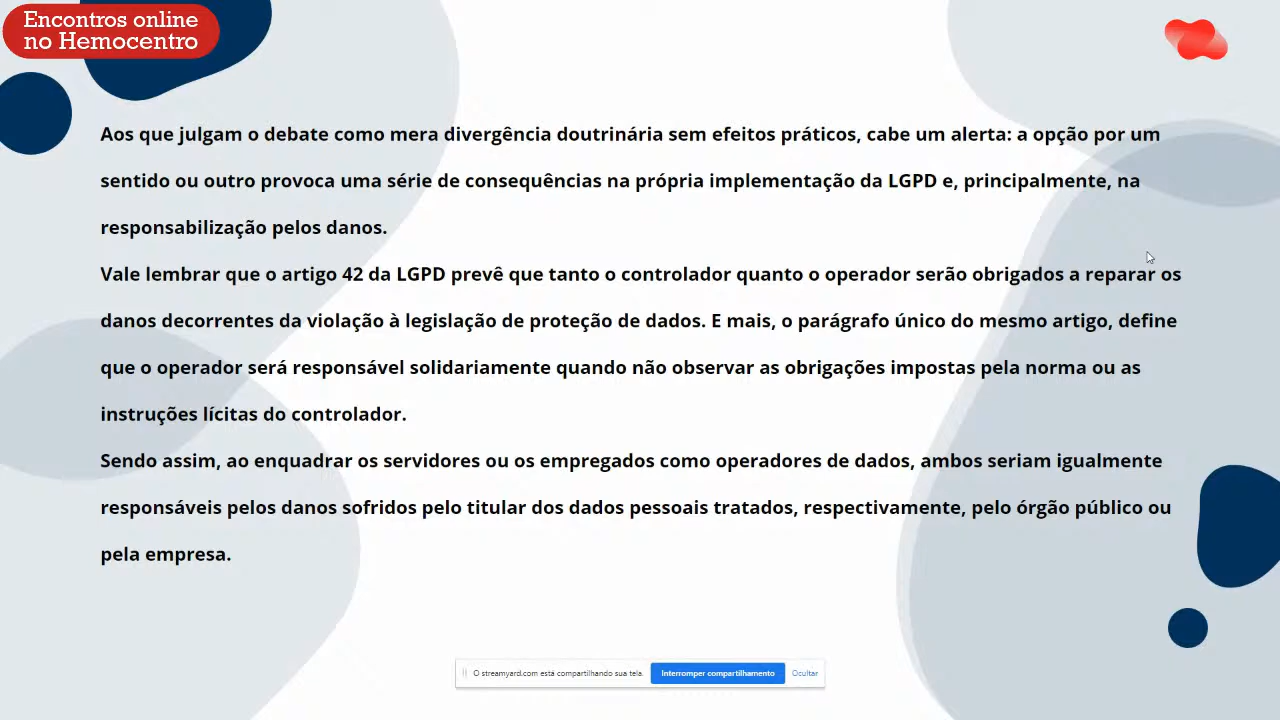 Encontros online
no Hemocentro
Aos que julgam o debate como mera divergência doutrinária sem efeitos práticos, cabe um alerta: a opção por um
sentido ou outro provoca uma série de consequências na própria implementação da LGPD e, principalmente, na
responsabilização pelos danos.
Vale lembrar que o artigo 42 da LGPD prevê que tanto o controlador quanto o operador serão obrigados a reparar os
danos decorrentes da violação à legislação de proteção de dados. E mais, o parágrafo único do mesmo artigo, define
que o operador será responsável solidariamente quando não observar as obrigações impostas pela norma ou as
instruções lícitas do controlador.
Sendo assim, ao enquadrar os servidores ou os empregados como operadores de dados, ambos seriam igualmente
responsáveis pelos danos sofridos pelo titular dos dados pessoais tratados, respectivamente, pelo órgão público ou
pela empresa.
O streamyard.com está compartilhando sua tela. Interromper compartilhamento Ocultar